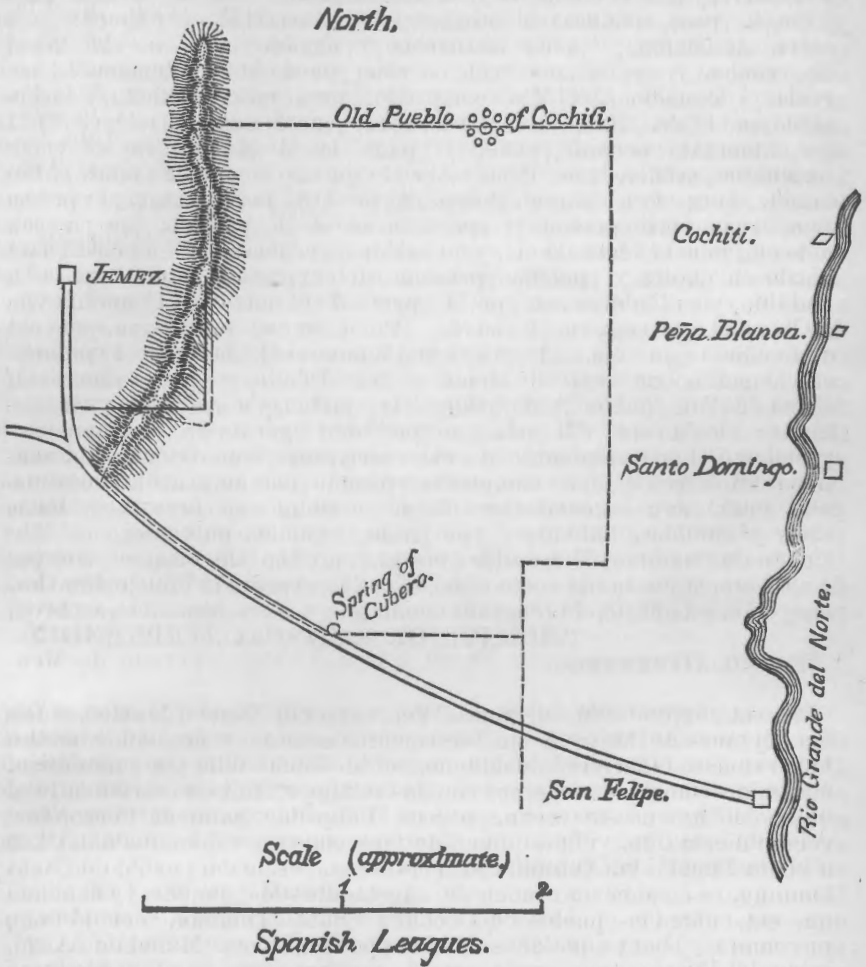 North.
Old Pueblo of Cochiti.
Cochiti.
JEMEZ
Peña Blanca.
Santo Domingo.
Spring of
Cubero.
Rio Grande del Norte.
San Felipe.
Scale (approximate.)
1 2
Spanish Leagues.